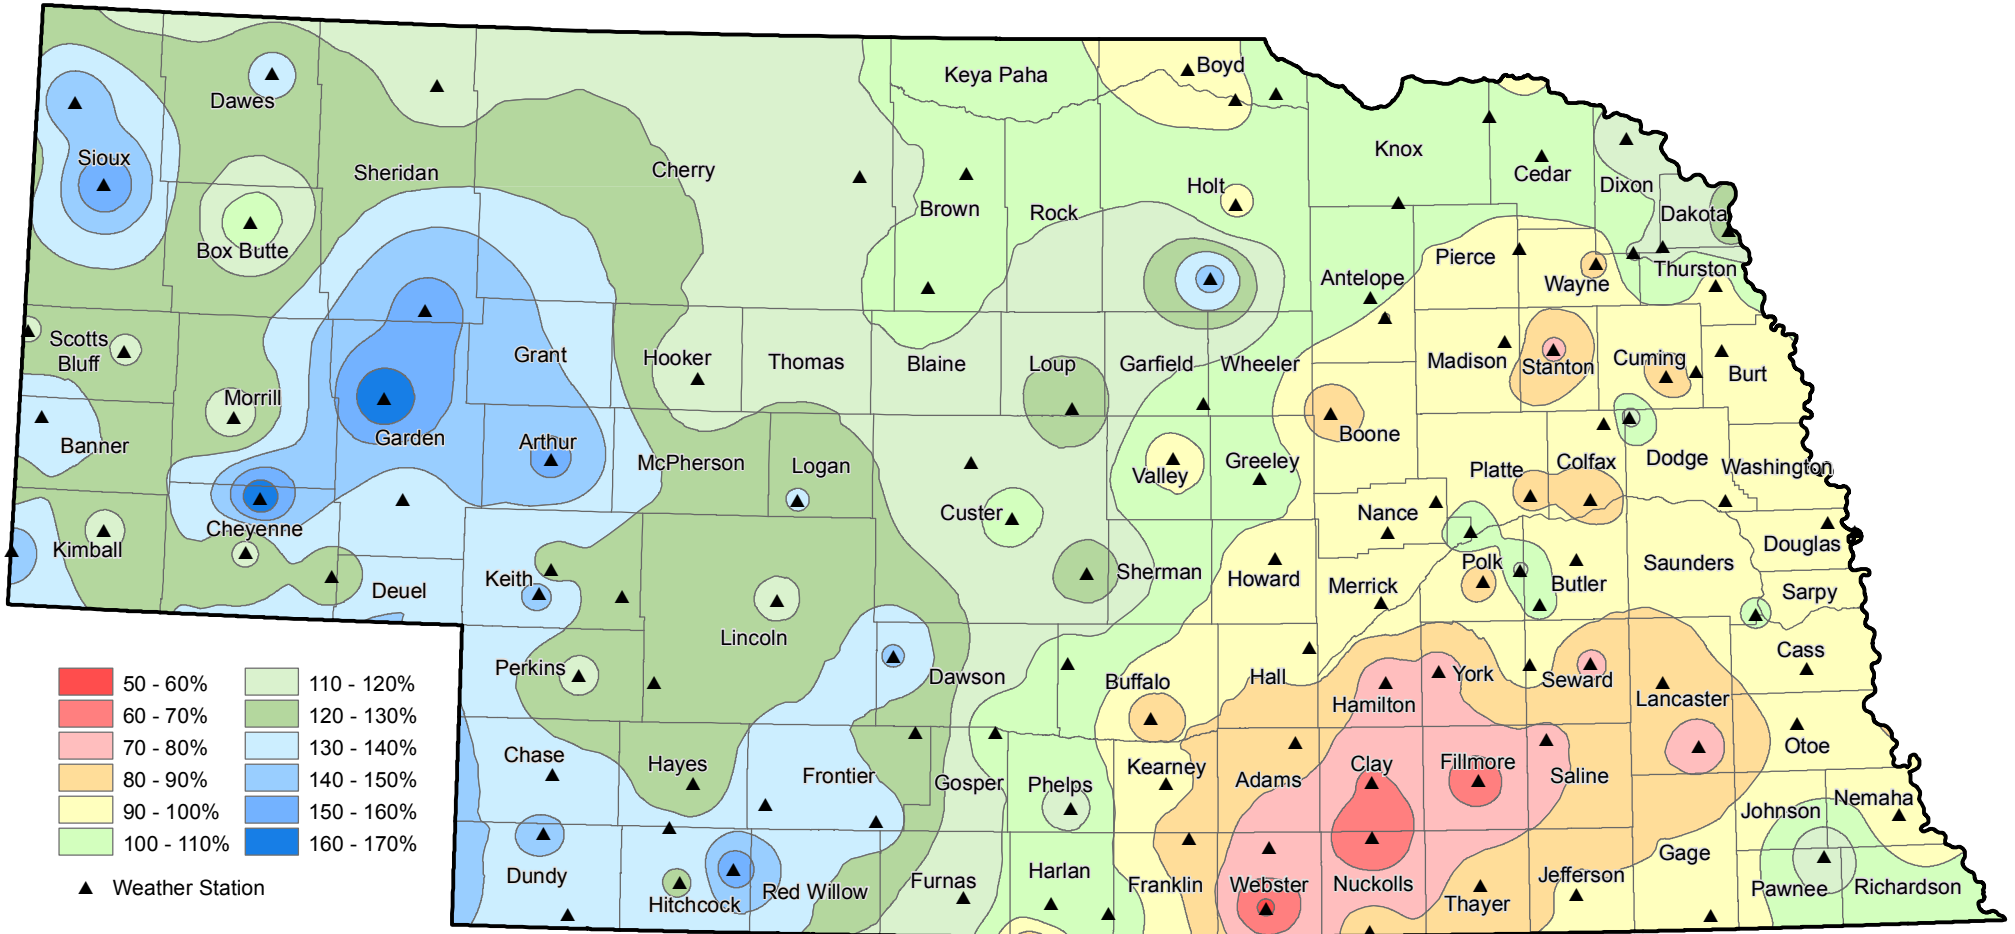 Keya Paha
Boyd
Dawes
Knox
Sioux
Sheridan
Cherry
Cedar
Dixon
Holt
Brown
Rock
Dakota
Box Butte
Pierce
Thurston
Antelope
Wayne
Scotts
Bluff
Grant
Hooker
Thomas
Blaine
Loup
Garfield
Wheeler
Madison
Stanton
Cuming
Burt
Morrill
Garden
Arthur
Banner
Boone
McPherson
Logan
Valley
Greeley
Platte
Colfax
Dodge
Washington
Custer
Nance
Cheyenne
Kimball
Douglas
Keith
Deuel
Sherman
Howard
Merrick
Polk
Butler
Saunders
Sarpy
Lincoln
Perkins
Dawson
Buffalo
Hall
Hamilton
York
Seward
Lancaster
Cass
50 - 60%
60 - 70%
70 - 80%
80 - 90%
90 - 100%
100 - 110%
110 - 120%
120 - 130%
130 - 140%
140 - 150%
150 - 160%
160 - 170%
Weather Station
Chase
Hayes
Frontier
Gosper
Phelps
Kearney
Adams
Clay
Fillmore
Saline
Otoe
Johnson
Nemaha
Dundy
Hitchcock
Red Willow
Furnas
Harlan
Franklin
Webster
Nuckolls
Thayer
Jefferson
Gage
Pawnee
Richardson